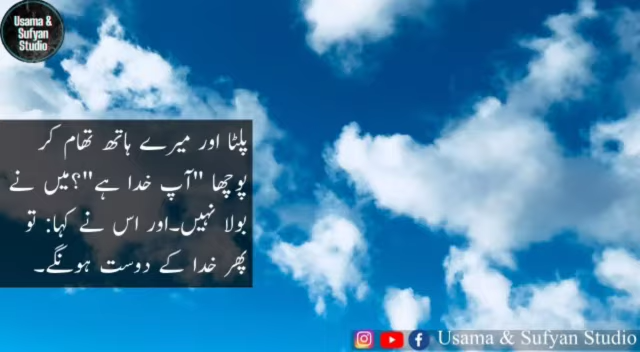 Usama &
Sufyan
Studio
پلٹا اور میرے ہاتھ تھام کر
پوچھا "آپ خدا ہے"؟میں نے
بولا نہیں۔اور اس نے کہا: تو
پھر خدا کے دوست ہونگے۔
Usama & Sufyan Studio